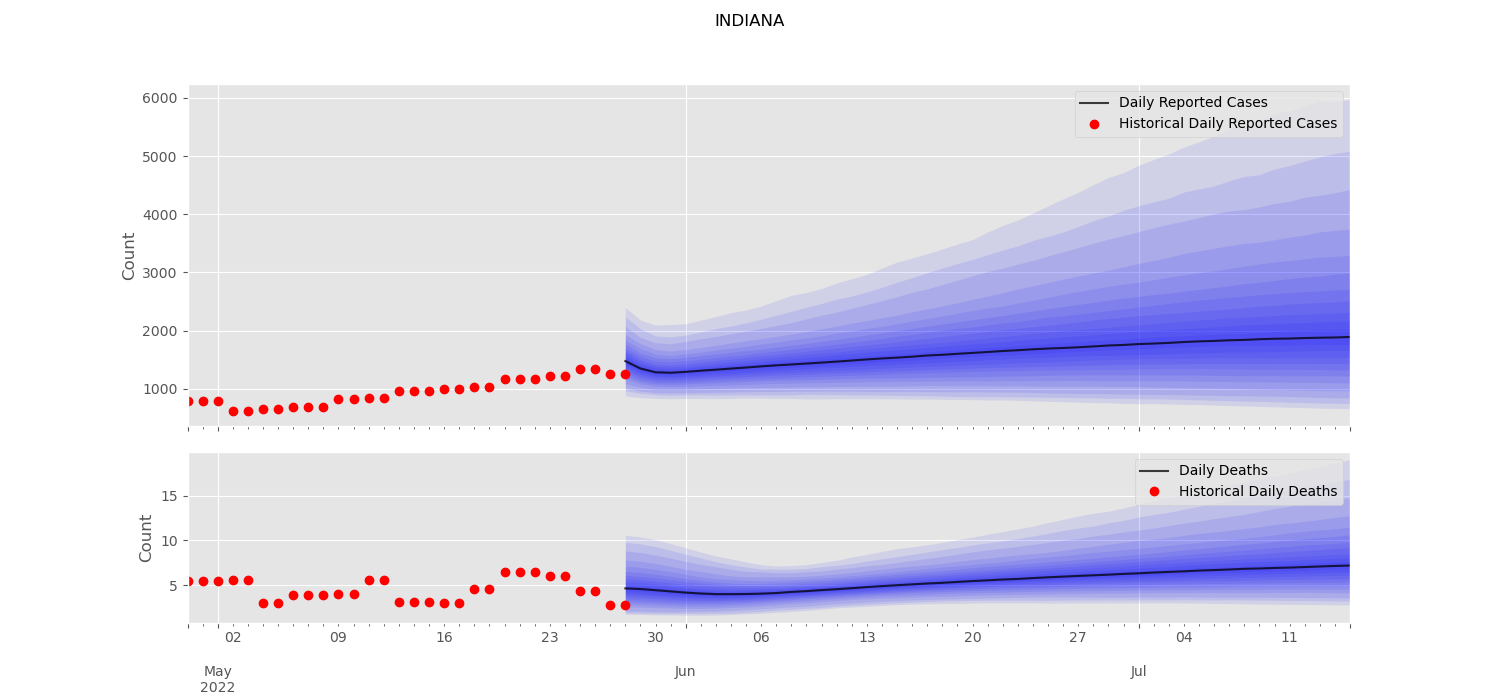 INDIANA
6000
5000
4000
3000
2000
1000
Count
Daily Reported Cases
Historical Daily Reported Cases
15
10
5
Count
Daily Deaths
Historical Daily Deaths
02 09 16 23 30 06 13 20 27 04 11
May Jun Jul
2022